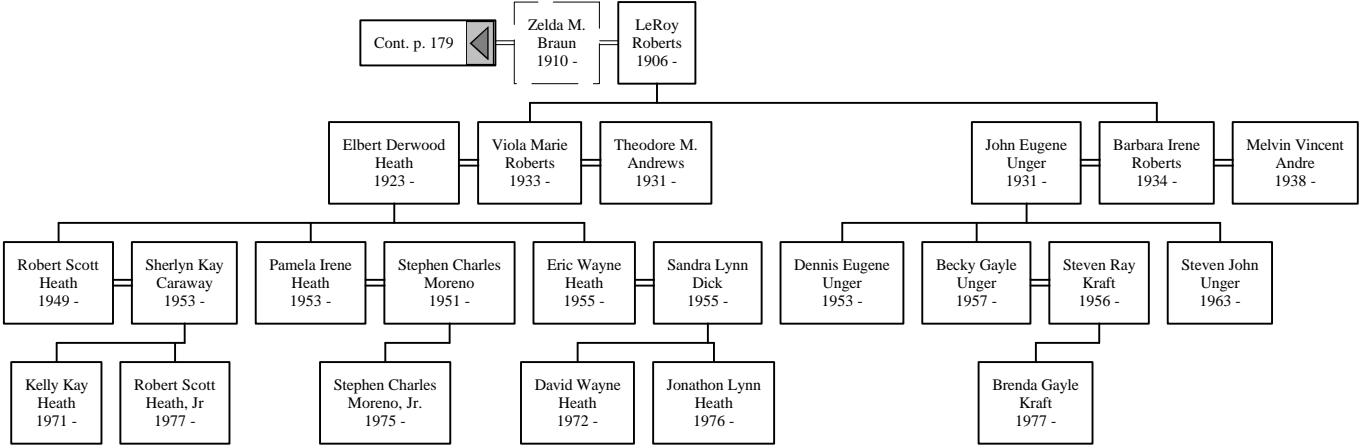 Cont. p. 179
Zelda M.
Braun
1910 -
LeRoy
Roberts
1906 -
Elbert Derwood
Heath
1923 -
Viola Marie
Roberts
1933 -
Theodore M.
Andrews
1931 -
John Eugene
Unger
1931 -
Barbara Irene
Roberts
1934 -
Melvin Vincent
Andre
1938 -
Robert Scott
Heath
1949 -
Sherlyn Kay
Caraway
1953 -
Pamela Irene
Heath
1953 -
Stephen Charles
Moreno
1951 -
Eric Wayne
Heath
1955 -
Sandra Lynn
Dick
1955 -
Dennis Eugene
Unger
1953 -
Becky Gayle
Unger
1957 -
Steven Ray
Kraft
1956 -
Steven John
Unger
1963 -
Kelly Kay
Heath
1971 -
Robert Scott
Heath, Jr
1977 -
Stephen Charles
Moreno, Jr.
1975 -
David Wayne
Heath
1972 -
Jonathon Lynn
Heath
1976 -
Brenda Gayle
Kraft
1977 -